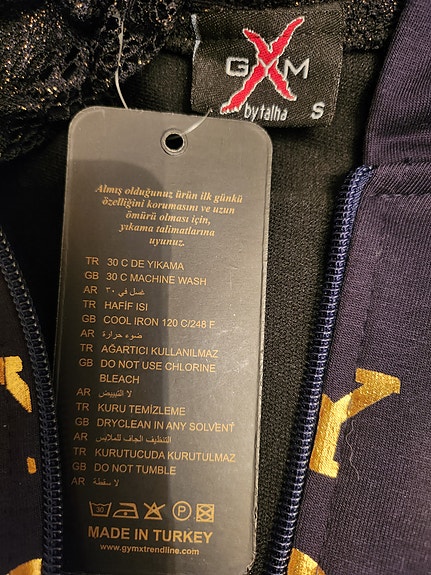 GXM
bytalha
S
Almış olduğunuz ürün ilk günkü
özelliğini korumasını ve uzun
ömürü olması için,
yıkama talimatlarına
uyunuz.
TR 30 C DE YIKAMA
GB 30 C MACHINE WASH
AR غسل في ٣٠
TR HAFİF ISI
GB COOL IRON 120 C/248 F
AR ضوء حرارة
TR AĞARTICI KULLANILMAZ
GB DO NOT USE CHLORINE
BLEACH
AR لا التبييض
TR KURU TEMİZLEME
GB DRYCLEAN IN ANY SOLVENT
AR التنظيف الجاف للملابس
TR KURUTUCUDA KURUTULMAZ
GB DO NOT TUMBLE
AR لا سقطة
30
P
MADE IN TURKEY
www.gymxtrendline.com
Y